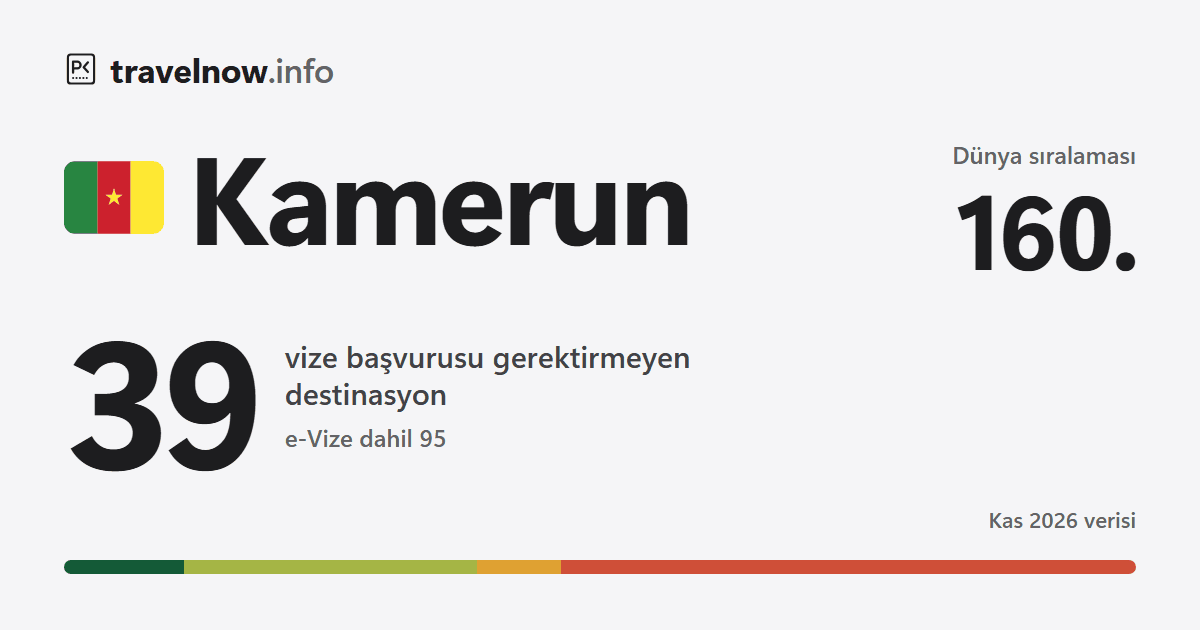 travelnow.info
Kamerun
Dünya sıralaması
160.
39
vize başvurusu gerektirmeyen
destinasyon
e-Vize dahil 95
Kas 2026 verisi